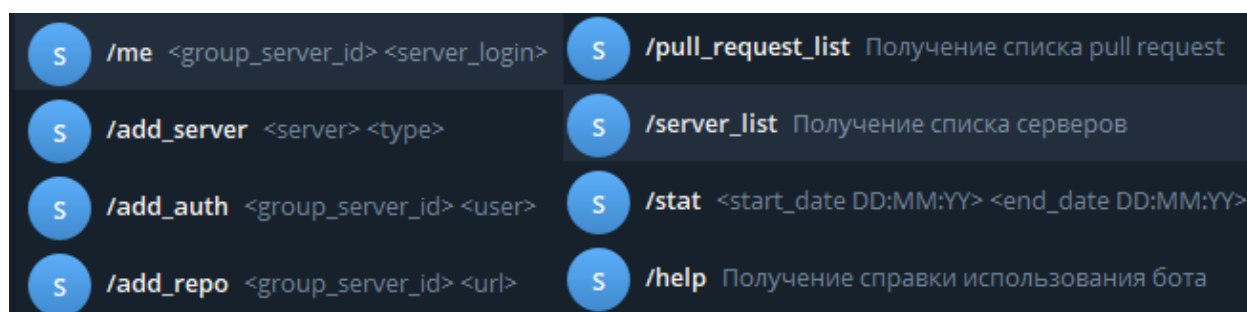 S /me <group_server_id> <server_login>
S /add_server <server> <type>
S /add_auth <group_server_id> <user>
S /add_repo <group_server_id> <url>
S /pull_request_list Получение списка pull request
S /server_list Получение списка серверов
S /stat <start_date DD:MM:YY> <end_date DD:MM:YY>
S /help Получение справки использования бота